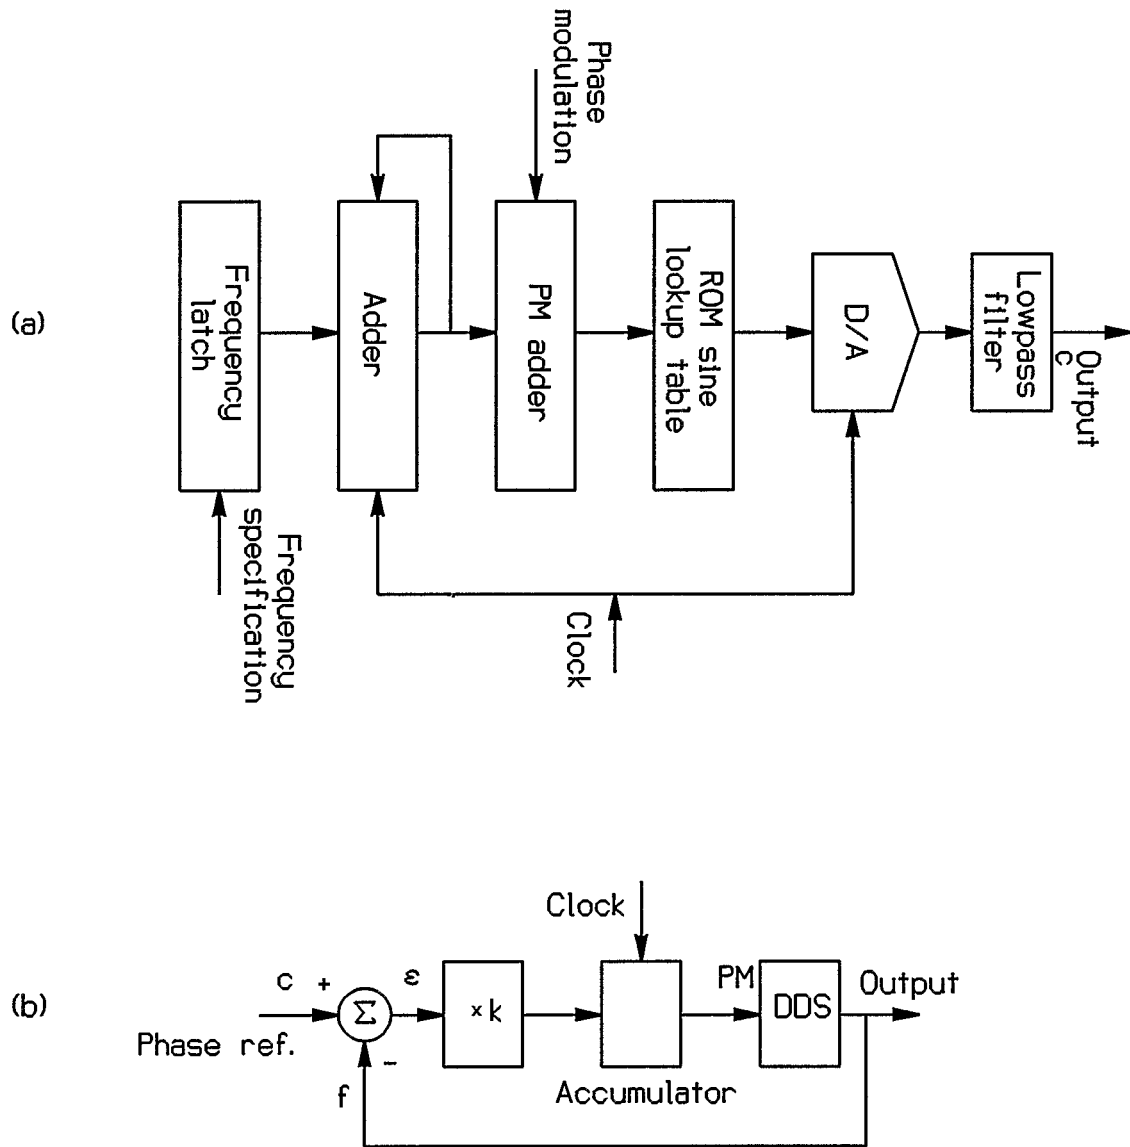 (a)
Frequency
latch
Frequency
specification
Adder
Phase
modulation
PM adder
ROM sine
lookup table
D/A
Lowpass
filter
Output
c
Clock
(b)
Clock
c + ε
Σ
×k
PM
DDS
Output
Phase ref.
f -
Accumulator